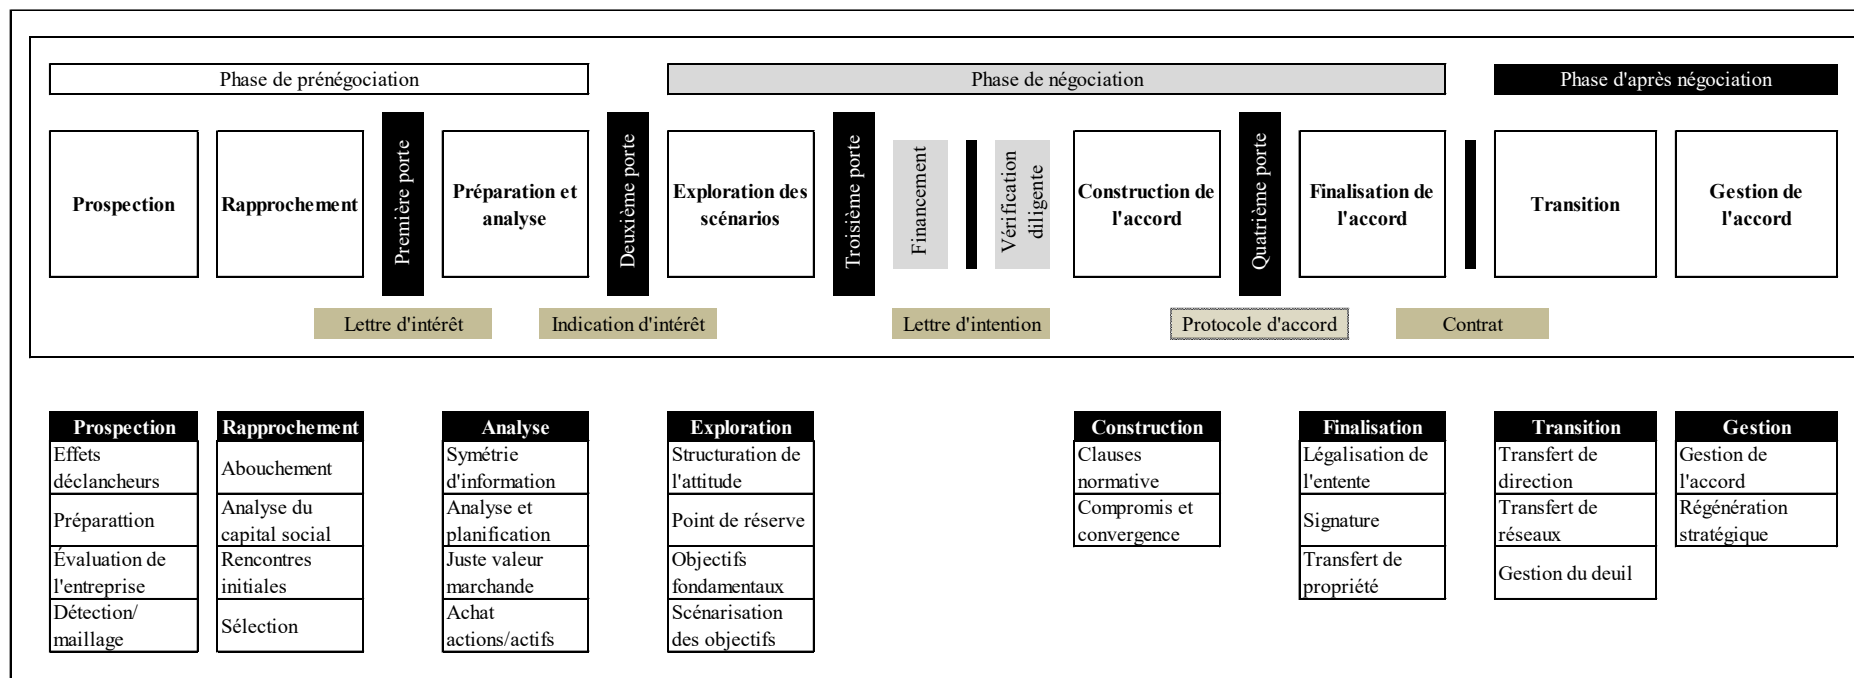 Phase de prénégociation
Phase de négociation
Phase d'après négociation
Prospection
Rapprochement
Première porte
Préparation et
analyse
Deuxième porte
Exploration des
scénarios
Troisième porte
Financement
Vérification
diligente
Construction de
l'accord
Quatrième porte
Finalisation de
l'accord
Transition
Gestion de
l'accord
Lettre d'intérêt
Indication d'intérêt
Lettre d'intention
Protocole d'accord
Contrat
Prospection
Effets
déclancheurs
Préparattion
Évaluation de
l'entreprise
Détection/
maillage
Rapprochement
Abouchement
Analyse du
capital social
Rencontres
initiales
Sélection
Analyse
Symétrie
d'information
Analyse et
planification
Juste valeur
marchande
Achat
actions/actifs
Exploration
Structuration de
l'attitude
Point de réserve
Objectifs
fondamentaux
Scénarisation
des objectifs
Construction
Clauses
normative
Compromis et
convergence
Finalisation
Légalisation de
l'entente
Signature
Transfert de
propriété
Transition
Transfert de
direction
Transfert de
réseaux
Gestion du deuil
Gestion
Gestion de
l'accord
Régénération
stratégique